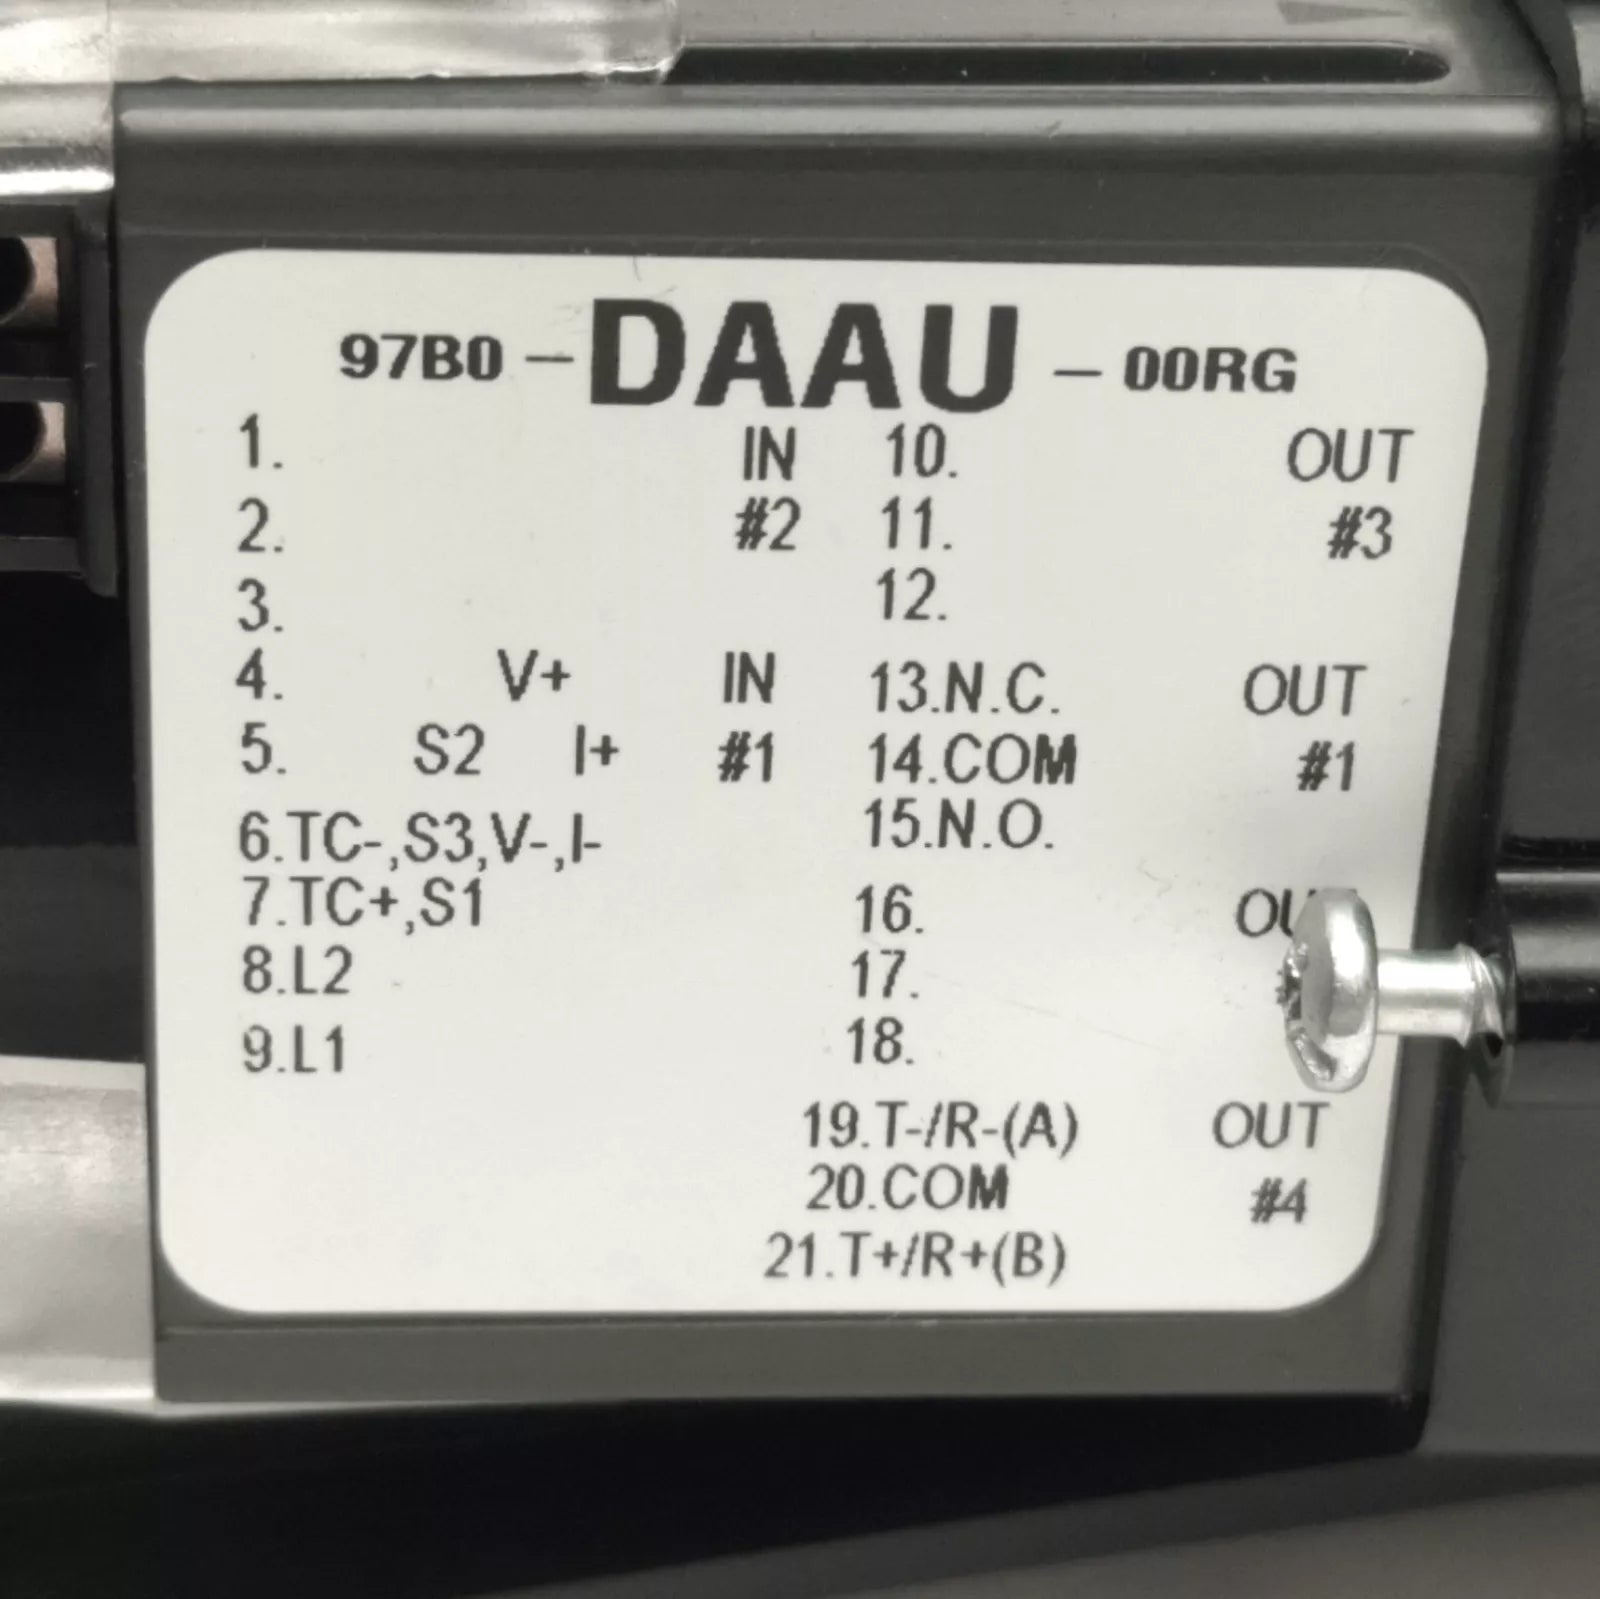 97B0 - DAAU - 00RG
1. IN 10. OUT
2. #2 11. #3
3. 12.
4. V+ IN 13.N.C. OUT
5. S2 I+ #1 14.COM #1
6.TC-,S3,V-,I- 15.N.O.
7.TC+,S1 16.
8.L2 17.
9.L1 18.
19.T-/R-(A) OUT
20.COM #4
21.T+/R+(B)